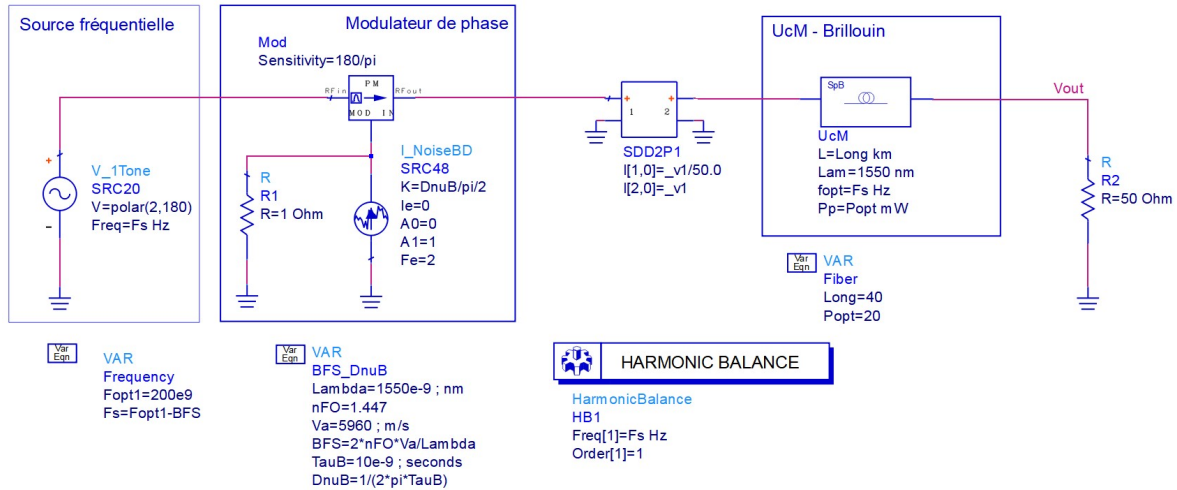 Source fréquentielle
V_1Tone
SRC20
V=polar(2,180)
Freq=Fs Hz
Var
Eqn
VAR
Frequency
Fopt1=200e9
Fs=Fopt1-BFS
Modulateur de phase
Mod
Sensitivity=180/pi
PM
RFin
RFout
MOD IN
R
R1
R=1 Ohm
I_NoiseBD
SRC48
K=DnuB/pi/2
Ie=0
A0=0
A1=1
Fe=2
Var
Eqn
VAR
BFS_DnuB
Lambda=1550e-9 ; nm
nFO=1.447
Va=5960 ; m/s
BFS=2*nFO*Va/Lambda
TauB=10e-9 ; seconds
DnuB=1/(2*pi*TauB)
1
2
SDD2P1
I[1,0]=_v1/50.0
I[2,0]=_v1
HARMONIC BALANCE
HarmonicBalance
HB1
Freq[1]=Fs Hz
Order[1]=1
UcM - Brillouin
SpB
UcM
L=Long km
Lam=1550 nm
fopt=Fs Hz
Pp=Popt mW
Var
Eqn
VAR
Fiber
Long=40
Popt=20
Vout
R
R2
R=50 Ohm